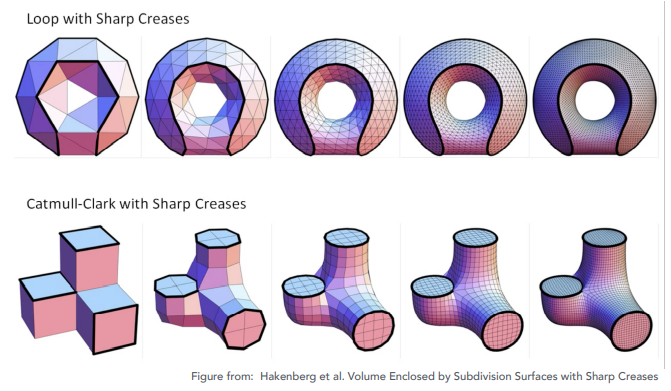 Loop with Sharp Creases
Catmull-Clark with Sharp Creases
Figure from: Hakenberg et al. Volume Enclosed by Subdivision Surfaces with Sharp Creases